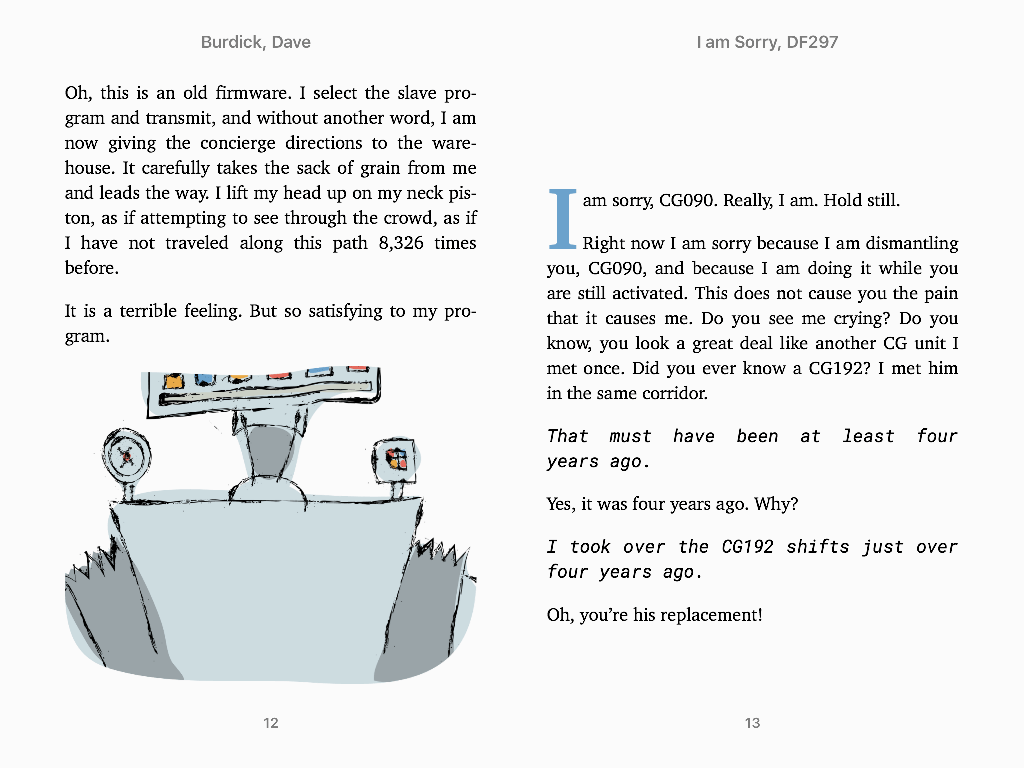 Burdick, Dave
Oh, this is an old firmware. I select the slave pro-
gram and transmit, and without another word, I am
now giving the concierge directions to the ware-
house. It carefully takes the sack of grain from me
and leads the way. I lift my head up on my neck pis-
ton, as if attempting to see through the crowd, as if
I have not traveled along this path 8,326 times
before.
It is a terrible feeling. But so satisfying to my pro-
gram.
12
I am Sorry, DF297
I am sorry, CG090. Really, I am. Hold still.
Right now I am sorry because I am dismantling
you, CG090, and because I am doing it while you
are still activated. This does not cause you the pain
that it causes me. Do you see me crying? Do you
know, you look a great deal like another CG unit I
met once. Did you ever know a CG192? I met him
in the same corridor.
That must have been at least four
years ago.
Yes, it was four years ago. Why?
I took over the CG192 shifts just over
four years ago.
Oh, you’re his replacement!
13